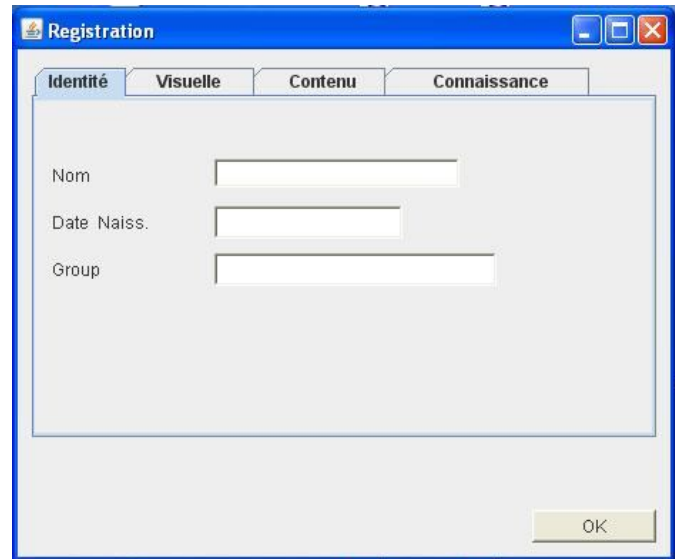 Registration
Identité Visuelle Contenu Connaissance
Nom
Date Naiss.
Group
OK